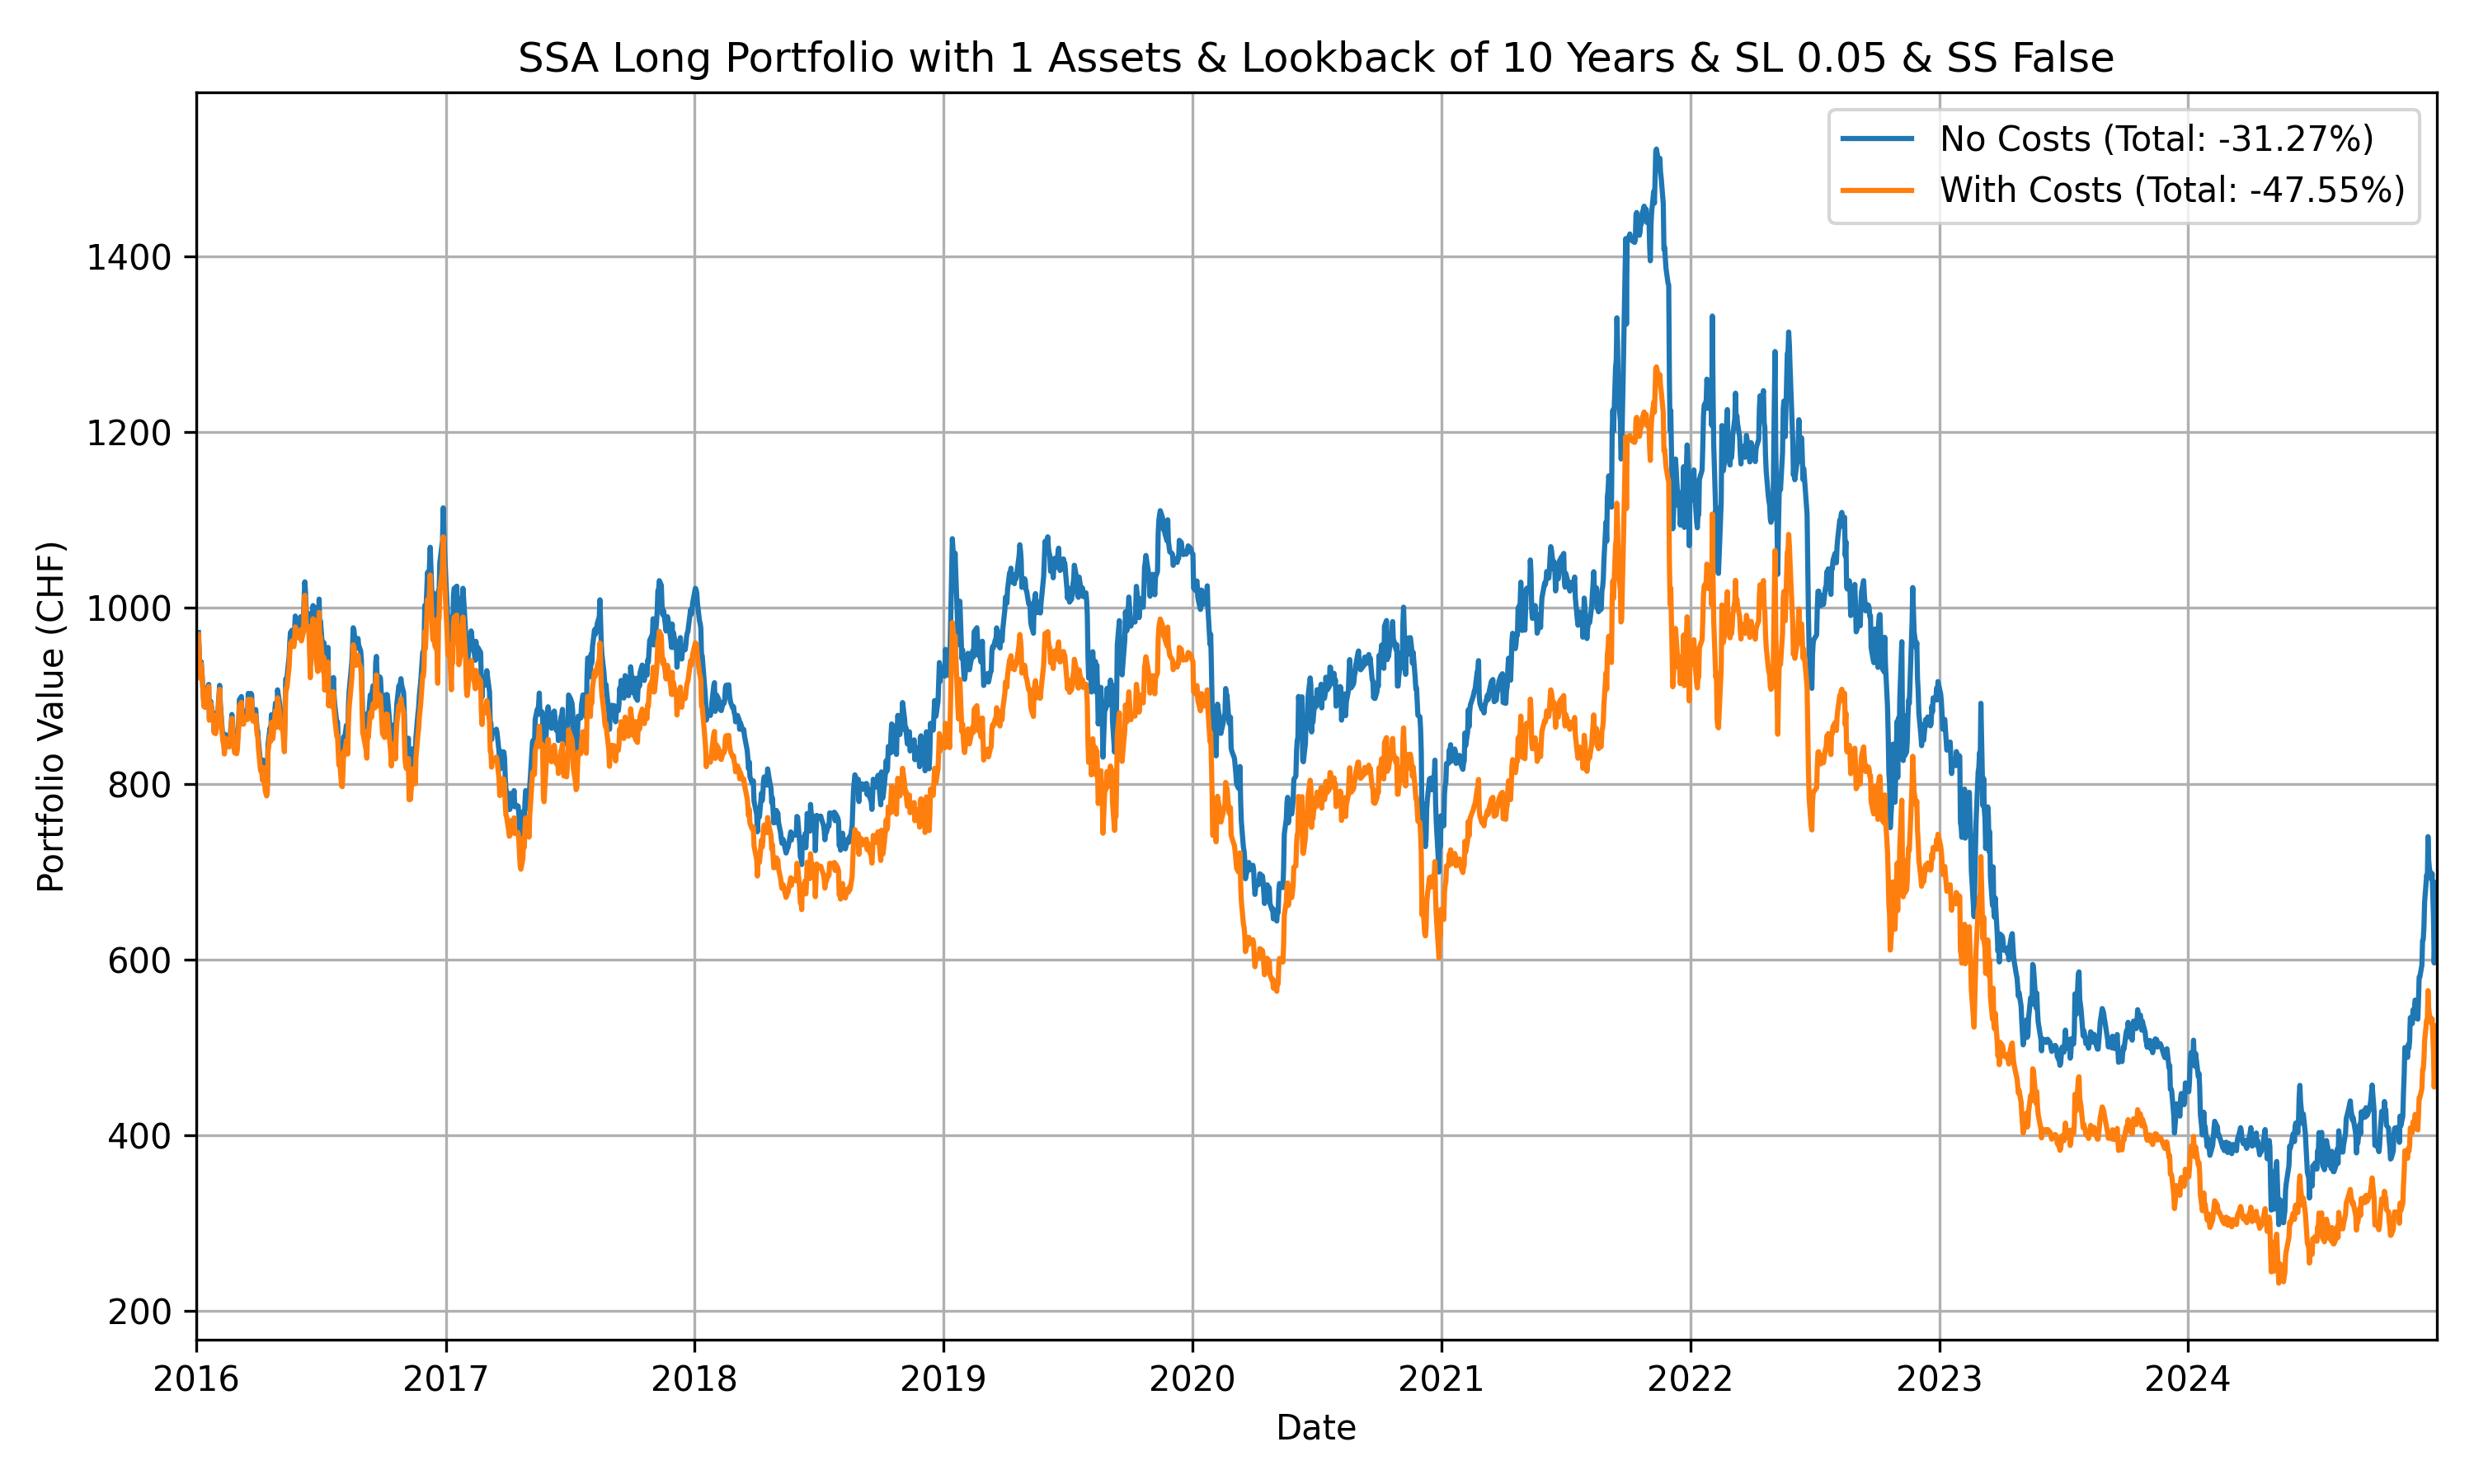 SSA Long Portfolio with 1 Assets & Lookback of 10 Years & SL 0.05 & SS False
No Costs (Total: -31.27%)
With Costs (Total: -47.55%)
Portfolio Value (CHF)
1400
1200
1000
800
600
400
200
2016 2017 2018 2019 2020 2021 2022 2023 2024
Date